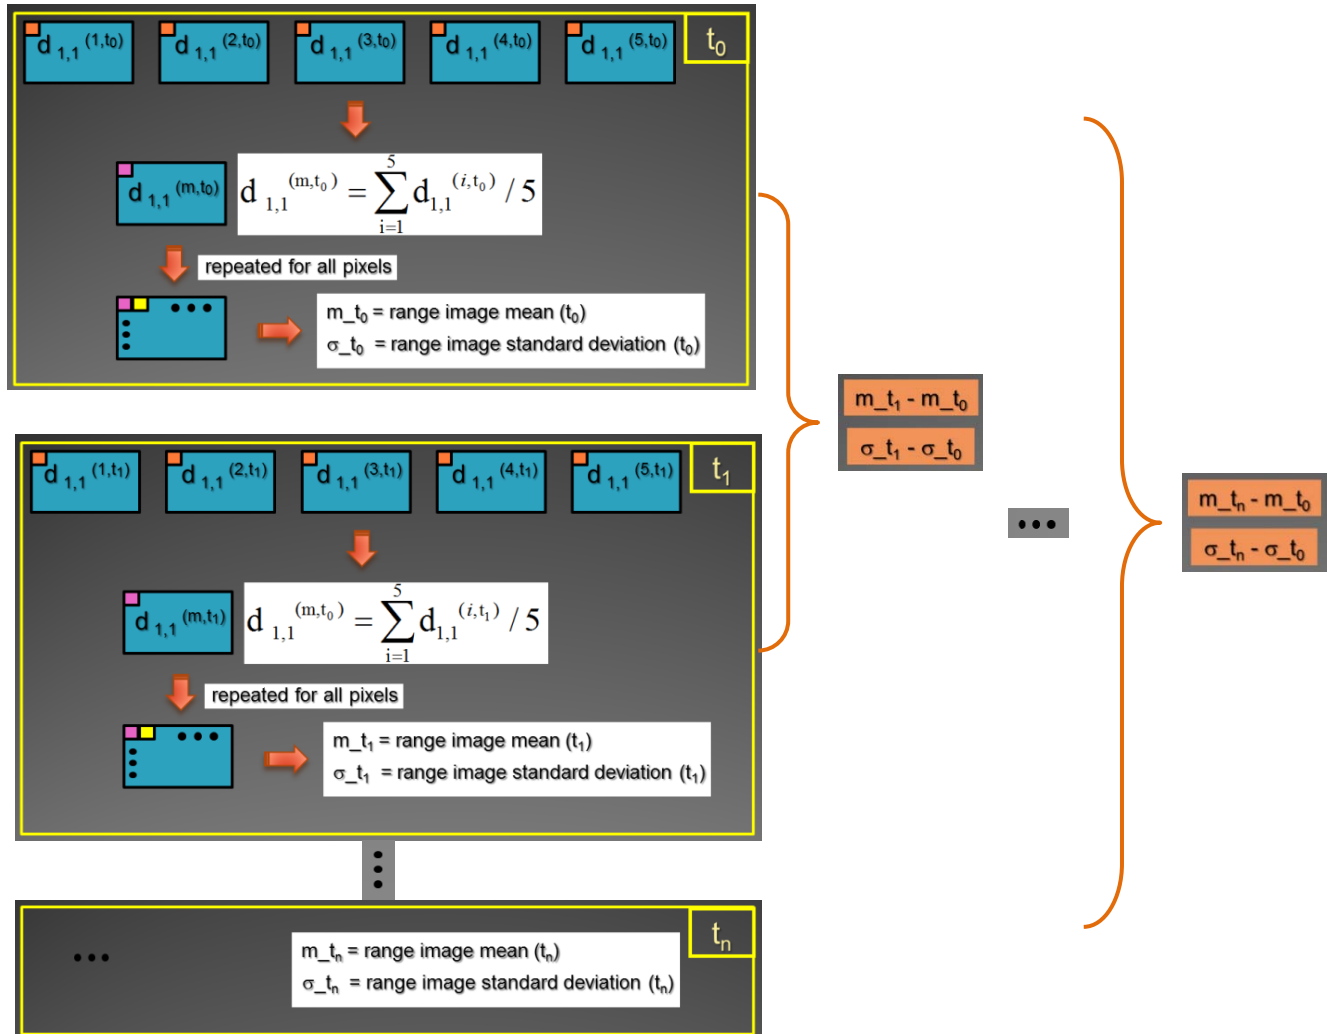 d 1,1 (1,t0) d 1,1 (2,t0) d 1,1 (3,t0) d 1,1 (4,t0) d 1,1 (5,t0) t0
d 1,1 (m,t0) d 1,1 (m,t0) = ∑ i=1 5 d 1,1 (i,t0) / 5
repeated for all pixels
m_t0 = range image mean (t0)
σ_t0 = range image standard deviation (t0)
m_t1 - m_t0
σ_t1 - σ_t0
d 1,1 (1,t1) d 1,1 (2,t1) d 1,1 (3,t1) d 1,1 (4,t1) d 1,1 (5,t1) t1
m_tn - m_t0
σ_tn - σ_t0
d 1,1 (m,t1) d 1,1 (m,t0) = ∑ i=1 5 d 1,1 (i,t1) / 5
repeated for all pixels
m_t1 = range image mean (t1)
σ_t1 = range image standard deviation (t1)
tn
m_tn = range image mean (tn)
σ_tn = range image standard deviation (tn)